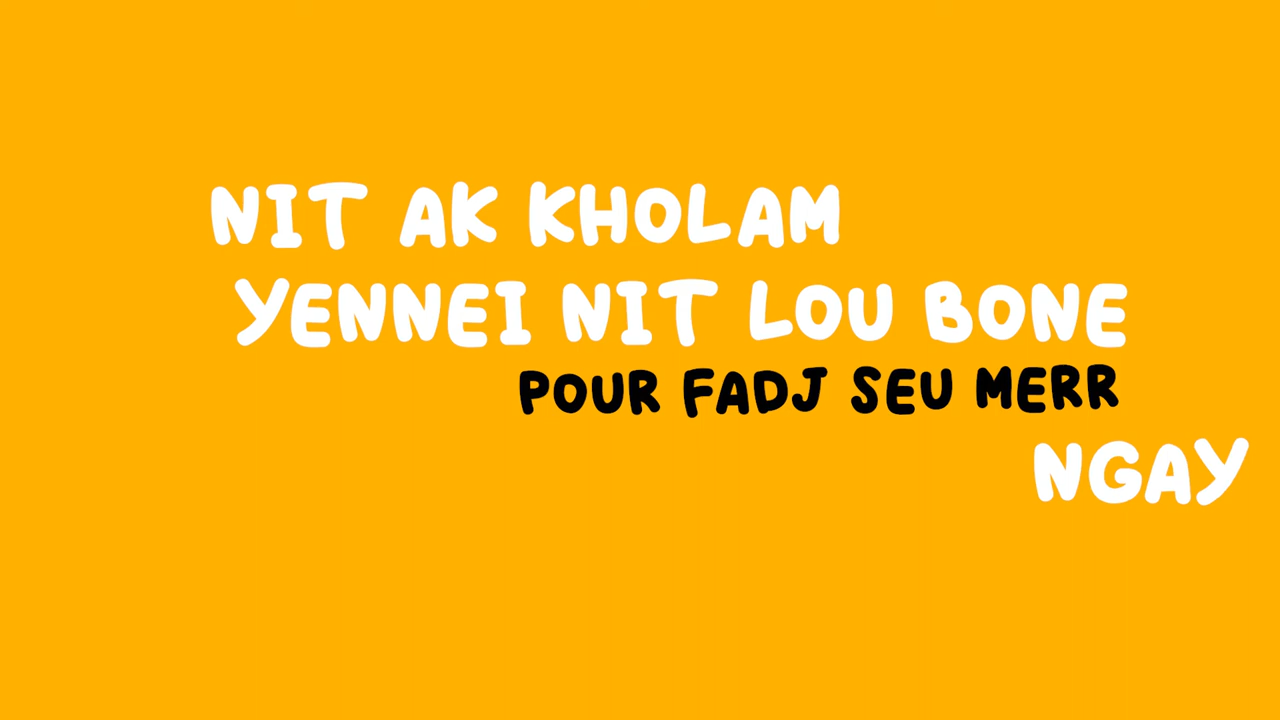 NIT AK KHOLAM
YENNEI NIT LOU BONE
POUR FADJ SEU MERR
NGAY